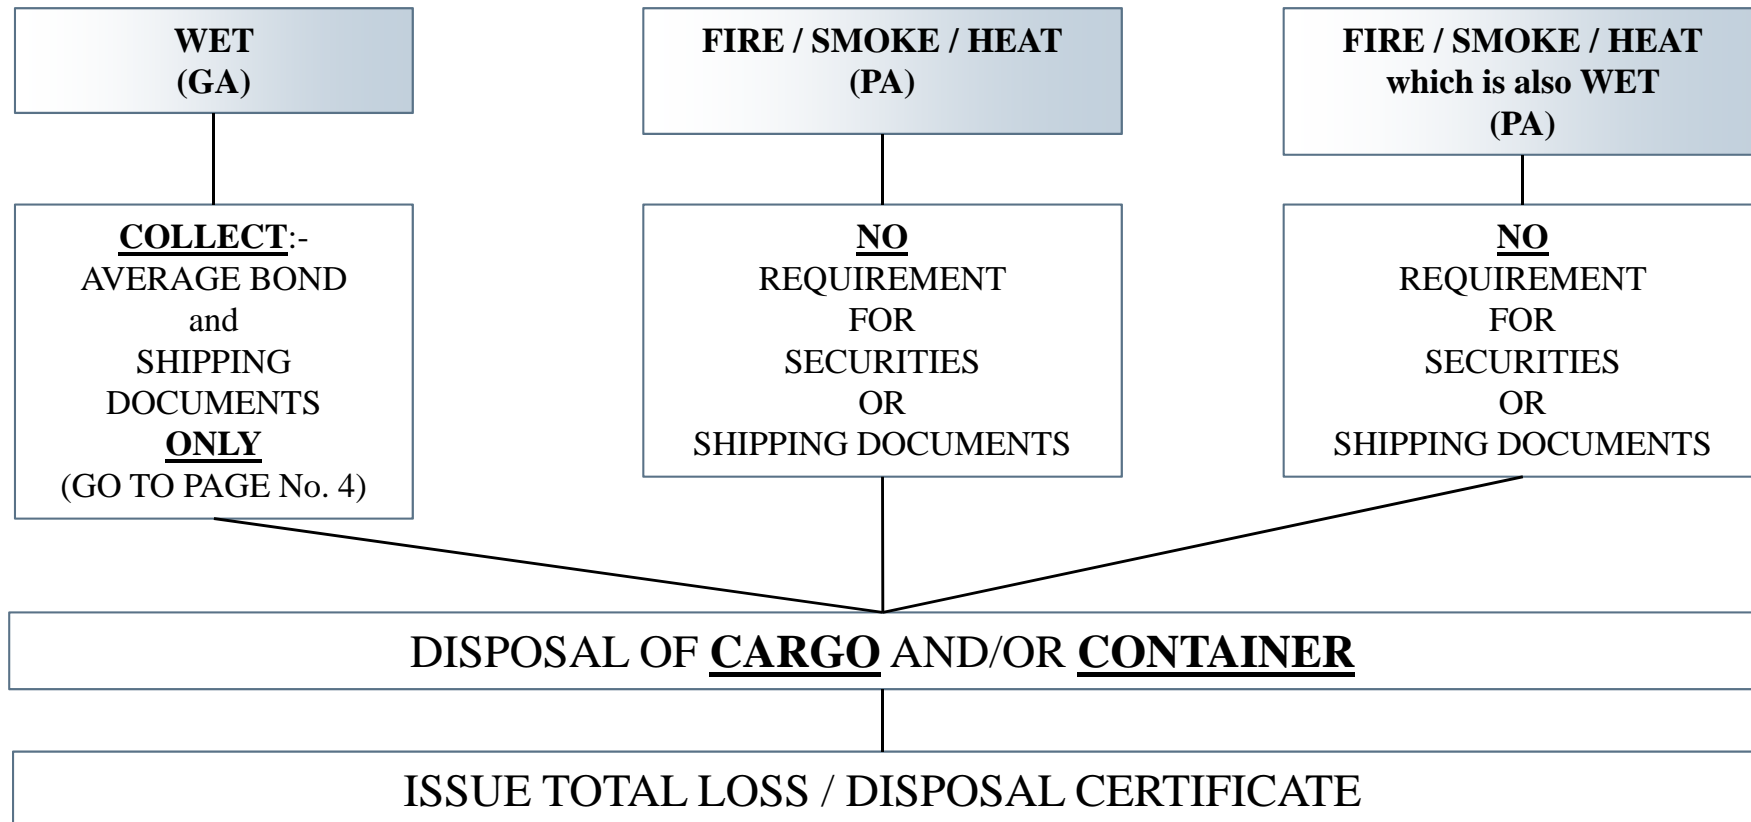 WET
(GA)
FIRE / SMOKE / HEAT
(PA)
FIRE / SMOKE / HEAT
which is also WET
(PA)
COLLECT:-
AVERAGE BOND
and
SHIPPING
DOCUMENTS
ONLY
(GO TO PAGE No. 4)
NO
REQUIREMENT
FOR
SECURITIES
OR
SHIPPING DOCUMENTS
NO
REQUIREMENT
FOR
SECURITIES
OR
SHIPPING DOCUMENTS
DISPOSAL OF CARGO AND/OR CONTAINER
ISSUE TOTAL LOSS / DISPOSAL CERTIFICATE